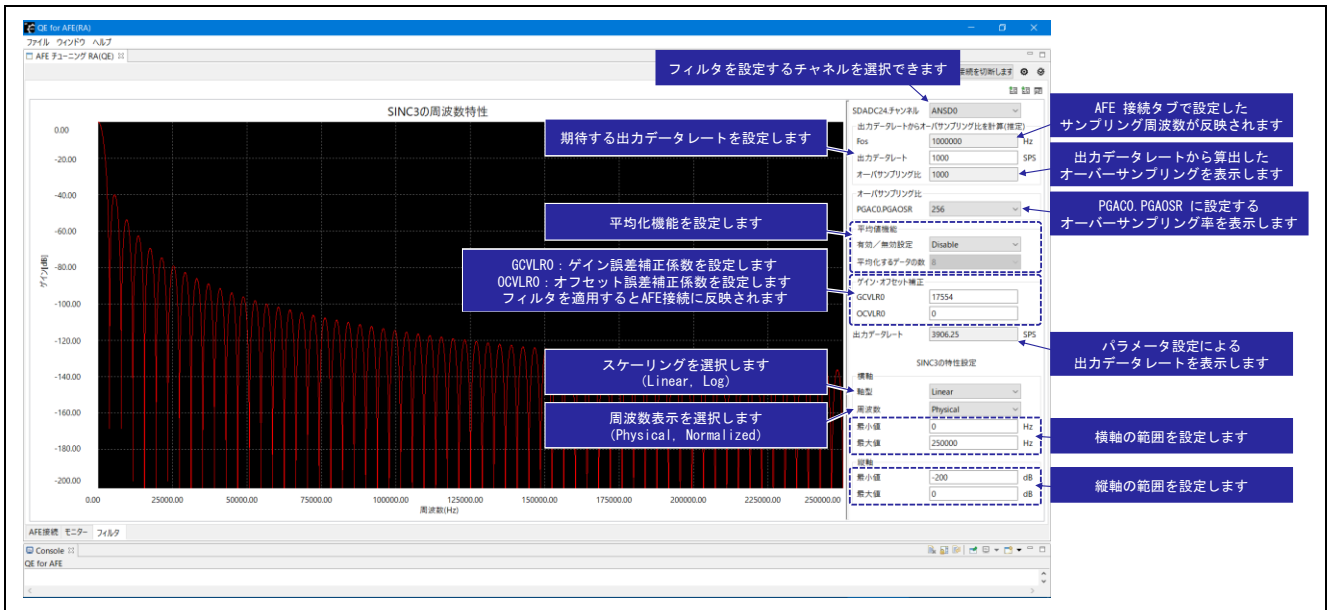 QE for AFE(RA)
ファイル ウィンドウ ヘルプ
AFE チューニング RA(QE)
フィルタを設定するチャネルを選択できます
接続を切断します
SINC3の周波数特性
ゲイン[dB]
0.00
-20.00
-40.00
-60.00
-80.00
-100.00
-120.00
-140.00
-160.00
-180.00
-200.00
0.00 25000.00 50000.00 75000.00 100000.00 125000.00 150000.00 175000.00 200000.00 225000.00 250000.00
周波数(Hz)
期待する出力データレートを設定します
平均化機能を設定します
GCVLR0：ゲイン誤差補正係数を設定します
OCVLR0：オフセット誤差補正係数を設定します
フィルタを適用するとAFE接続に反映されます
スケーリングを選択します
(Linear, Log)
周波数表示を選択します
(Physical, Normalized)
SDADC24.チャンネル ANSD0
出力データレートからオーバサンプリング比を計算(推定)
Fos 1000000 Hz
出力データレート 1000 SPS
オーバサンプリング比 1000
オーバサンプリング比
PGAC0.PGAOSR 256
平均値機能
有効／無効設定 Disable
平均化するデータの数 8
ゲイン・オフセット補正
GCVLR0 17554
OCVLR0 0
出力データレート 3906.25 SPS
SINC3の特性設定
横軸
軸型 Linear
周波数 Physical
最小値 0 Hz
最大値 250000 Hz
縦軸
最小値 -200 dB
最大値 0 dB
AFE 接続タブで設定した
サンプリング周波数が反映されます
出力データレートから算出した
オーバーサンプリングを表示します
PGAC0.PGAOSR に設定する
オーバーサンプリング率を表示します
パラメータ設定による
出力データレートを表示します
横軸の範囲を設定します
縦軸の範囲を設定します
AFE接続 モニター フィルタ
Console
QE for AFE